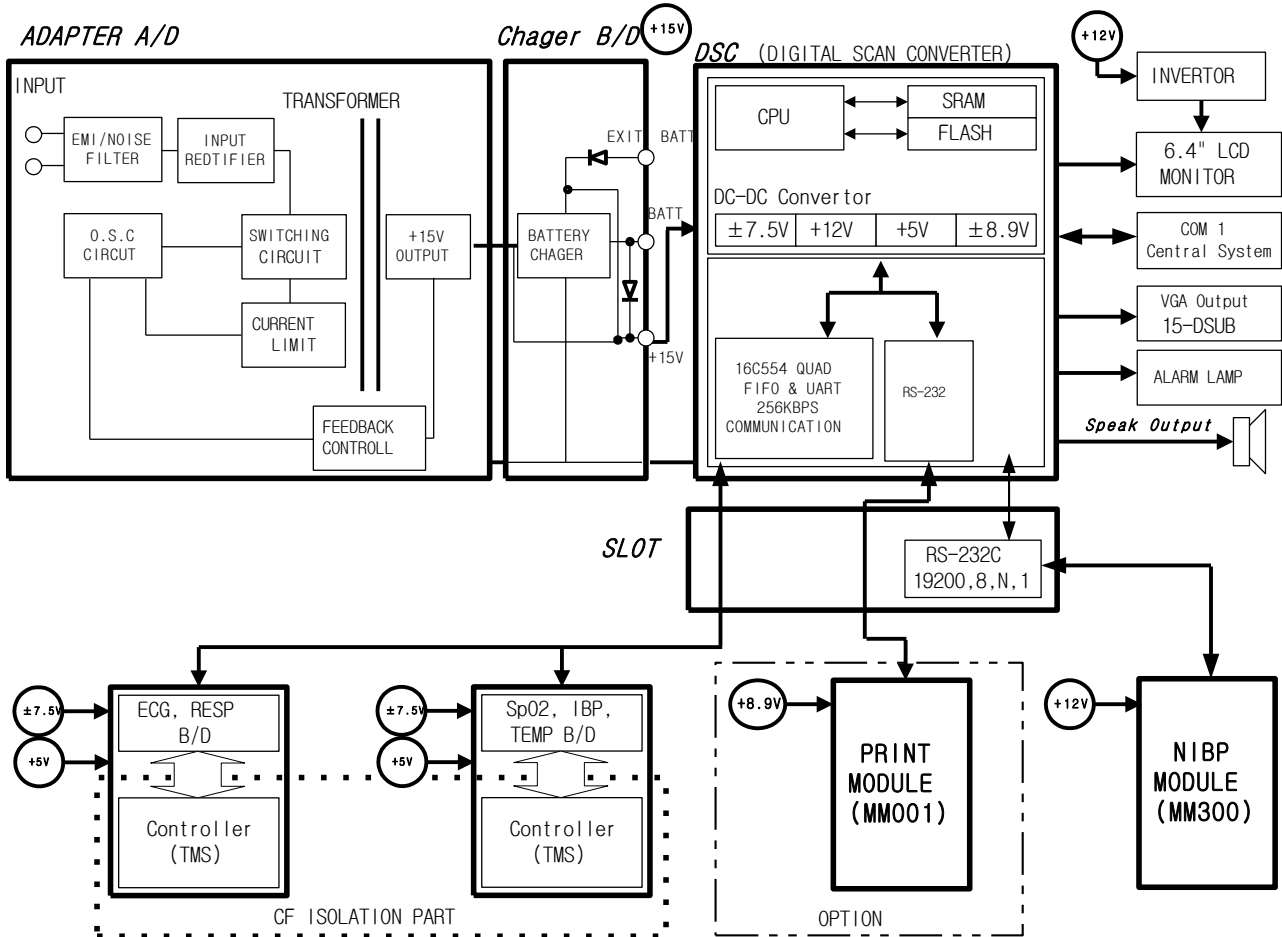 ADAPTER A/D
Chager B/D
+15V
DSC (DIGITAL SCAN CONVERTER)
+12V
INPUT
TRANSFORMER
EMI/NOISE
FILTER
INPUT
REDTIFIER
O.S.C
CIRCUT
SWITCHING
CIRCUIT
+15V
OUTPUT
CURRENT
LIMIT
FEEDBACK
CONTROLL
EXIT BATT
BATT
BATTERY
CHAGER
+15V
CPU
SRAM
FLASH
DC-DC Convertor
±7.5V
+12V
+5V
±8.9V
16C554 QUAD
FIFO & UART
256KBPS
COMMUNICATION
RS-232
INVERTOR
6.4" LCD
MONITOR
COM 1
Central System
VGA Output
15-DSUB
ALARM LAMP
Speak Output
SLOT
RS-232C
19200,8,N,1
±7.5V
+5V
ECG, RESP
B/D
Controller
(TMS)
±7.5V
+5V
SpO2, IBP,
TEMP B/D
Controller
(TMS)
CF ISOLATION PART
+8.9V
PRINT
MODULE
(MM001)
OPTION
+12V
NIBP
MODULE
(MM300)